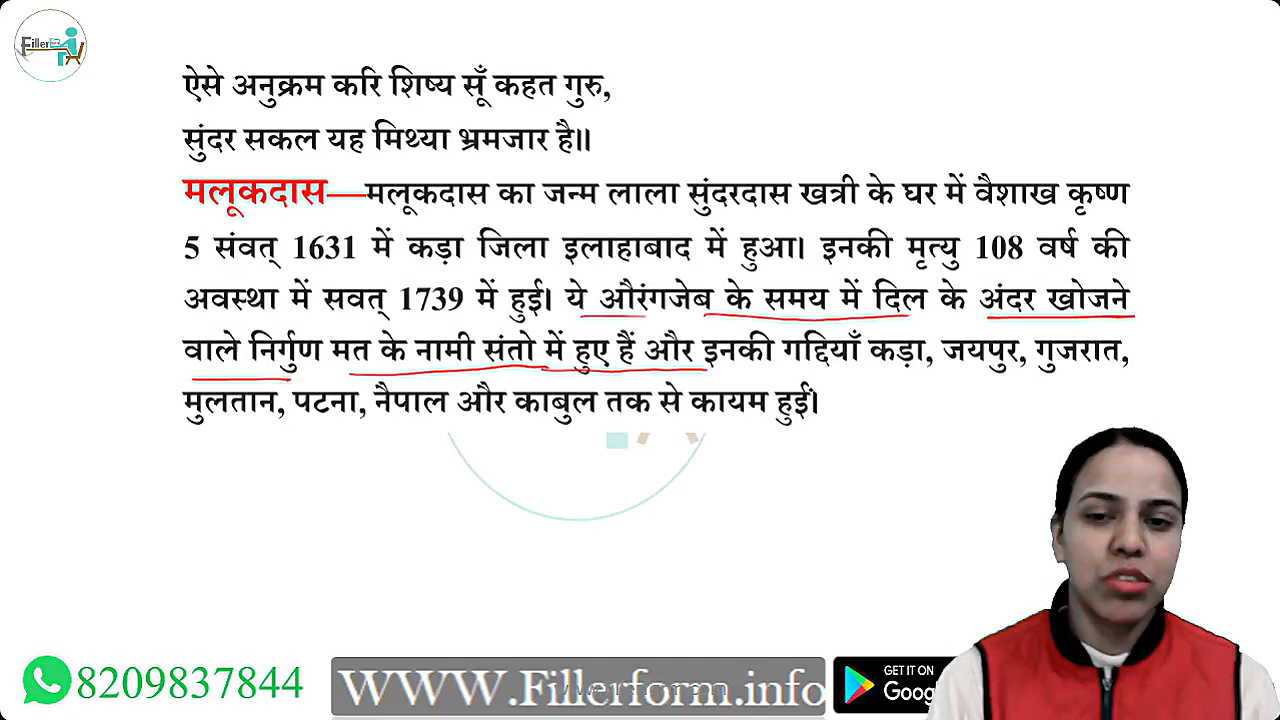 Filler
ऐसे अनुक्रम करि शिष्य सूँ कहत गुरु,
सुंदर सकल यह मिथ्या भ्रमजार है॥
मलूकदास—मलूकदास का जन्म लाला सुंदरदास खत्री के घर में वैशाख कृष्ण
5 संवत् 1631 में कड़ा जिला इलाहाबाद में हुआ। इनकी मृत्यु 108 वर्ष की
अवस्था में सवत् 1739 में हुई। ये औरंगजेब के समय में दिल के अंदर खोजने
वाले निर्गुण मत के नामी संतो में हुए हैं और इनकी गद्दियाँ कड़ा, जयपुर, गुजरात,
मुलतान, पटना, नैपाल और काबुल तक से कायम हुईं।
8209837844
WWW.Fillerform.info
GET IT ON
Goog